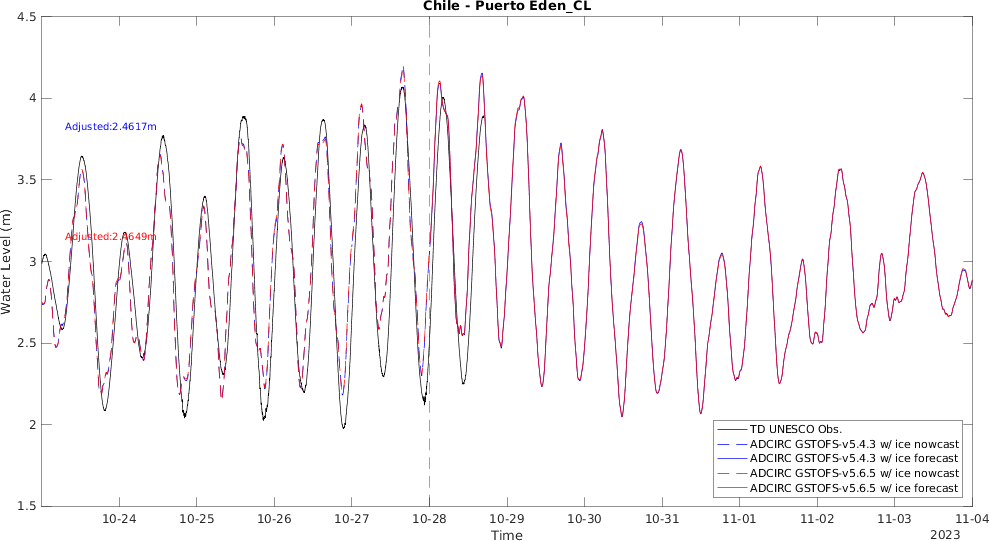 Chile - Puerto Eden_CL
Water Level (m)
4.5
4
3.5
3
2.5
2
1.5
Adjusted:2.4617m
Adjusted:2.4649m
TD UNESCO Obs.
ADCIRC GSTOFS-v5.4.3 w/ ice nowcast
ADCIRC GSTOFS-v5.4.3 w/ ice forecast
ADCIRC GSTOFS-v5.6.5 w/ ice nowcast
ADCIRC GSTOFS-v5.6.5 w/ ice forecast
10-24 10-25 10-26 10-27 10-28 10-29 10-30 10-31 11-01 11-02 11-03 11-04
Time
2023